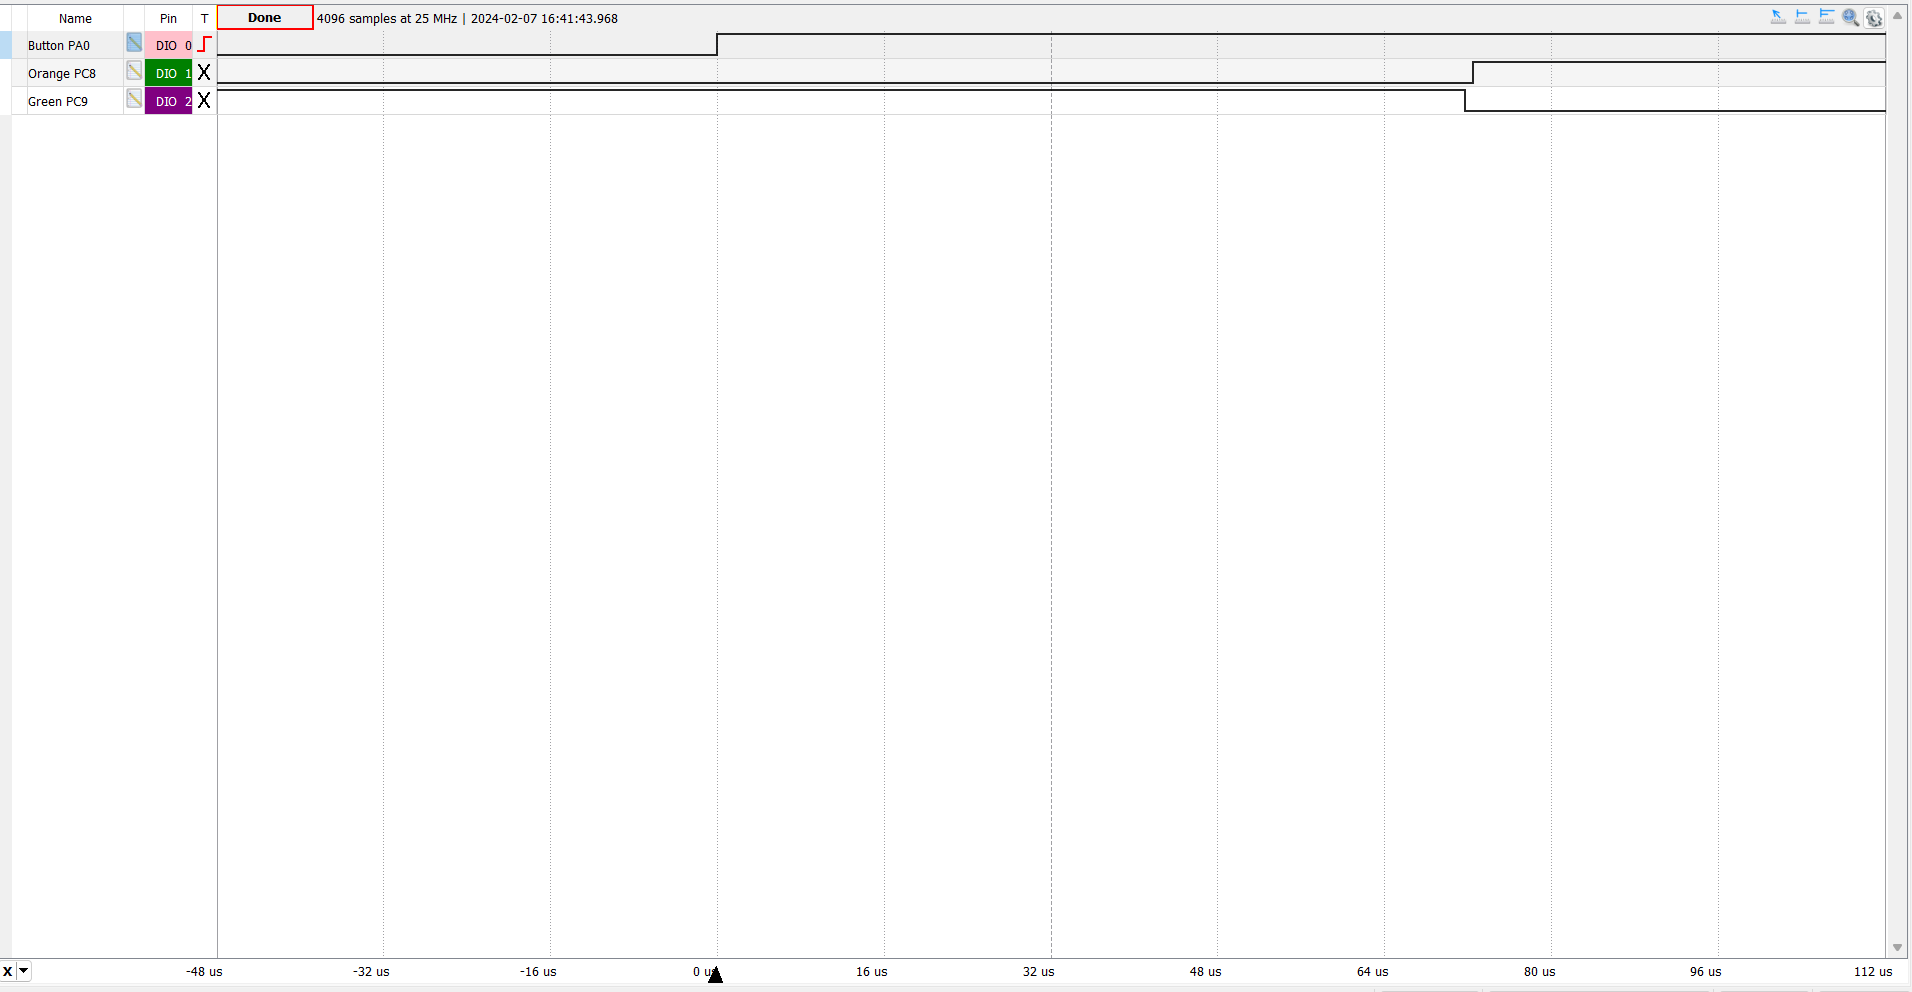 Name Pin T Done 4096 samples at 25 MHz | 2024-02-07 16:41:43.968
Button PA0 DIO 0
Orange PC8 DIO 1 X
Green PC9 DIO 2 X
X -48 us -32 us -16 us 0 us 16 us 32 us 48 us 64 us 80 us 96 us 112 us